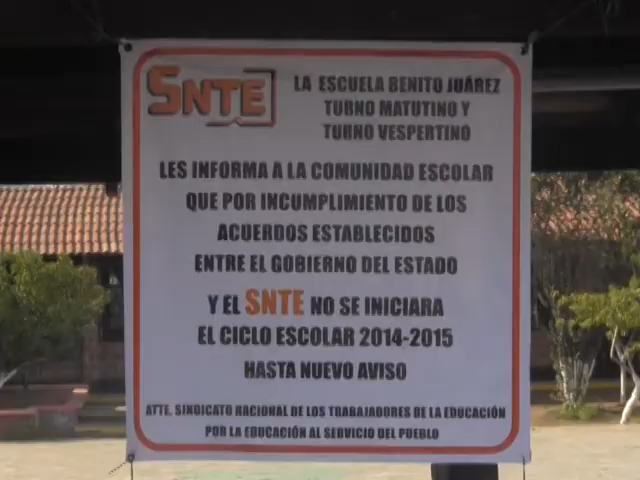 SNTE
LA ESCUELA BENITO JUÁREZ
TURNO MATUTINO Y
TURNO VESPERTINO
LES INFORMA A LA COMUNIDAD ESCOLAR
QUE POR INCUMPLIMIENTO DE LOS
ACUERDOS ESTABLECIDOS
ENTRE EL GOBIERNO DEL ESTADO
Y EL SNTE NO SE INICIARA
EL CICLO ESCOLAR 2014-2015
HASTA NUEVO AVISO
ATTE. SINDICATO NACIONAL DE LOS TRABAJADORES DE LA EDUCACIÓN
POR LA EDUCACIÓN AL SERVICIO DEL PUEBLO